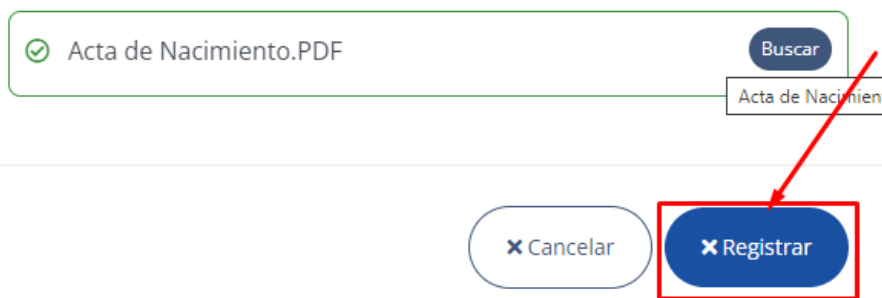 Acta de Nacimiento.PDF
Buscar
Acta de Nacimien
Cancelar
Registrar